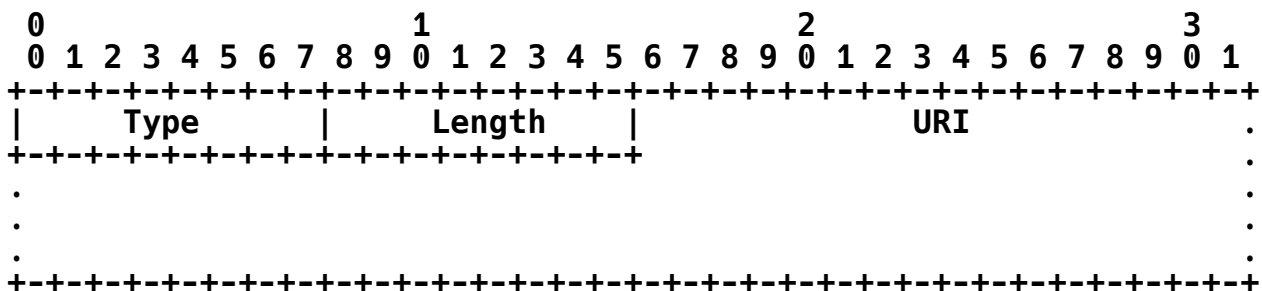 0                   1                   2                   3
 0 1 2 3 4 5 6 7 8 9 0 1 2 3 4 5 6 7 8 9 0 1 2 3 4 5 6 7 8 9 0 1
+-+-+-+-+-+-+-+-+-+-+-+-+-+-+-+-+-+-+-+-+-+-+-+-+-+-+-+-+-+-+-+-+
|     Type      |     Length    |              URI              .
+-+-+-+-+-+-+-+-+-+-+-+-+-+-+-+-+                               .
.                                                               .
.                                                               .
.                                                               .
+-+-+-+-+-+-+-+-+-+-+-+-+-+-+-+-+-+-+-+-+-+-+-+-+-+-+-+-+-+-+-+-+